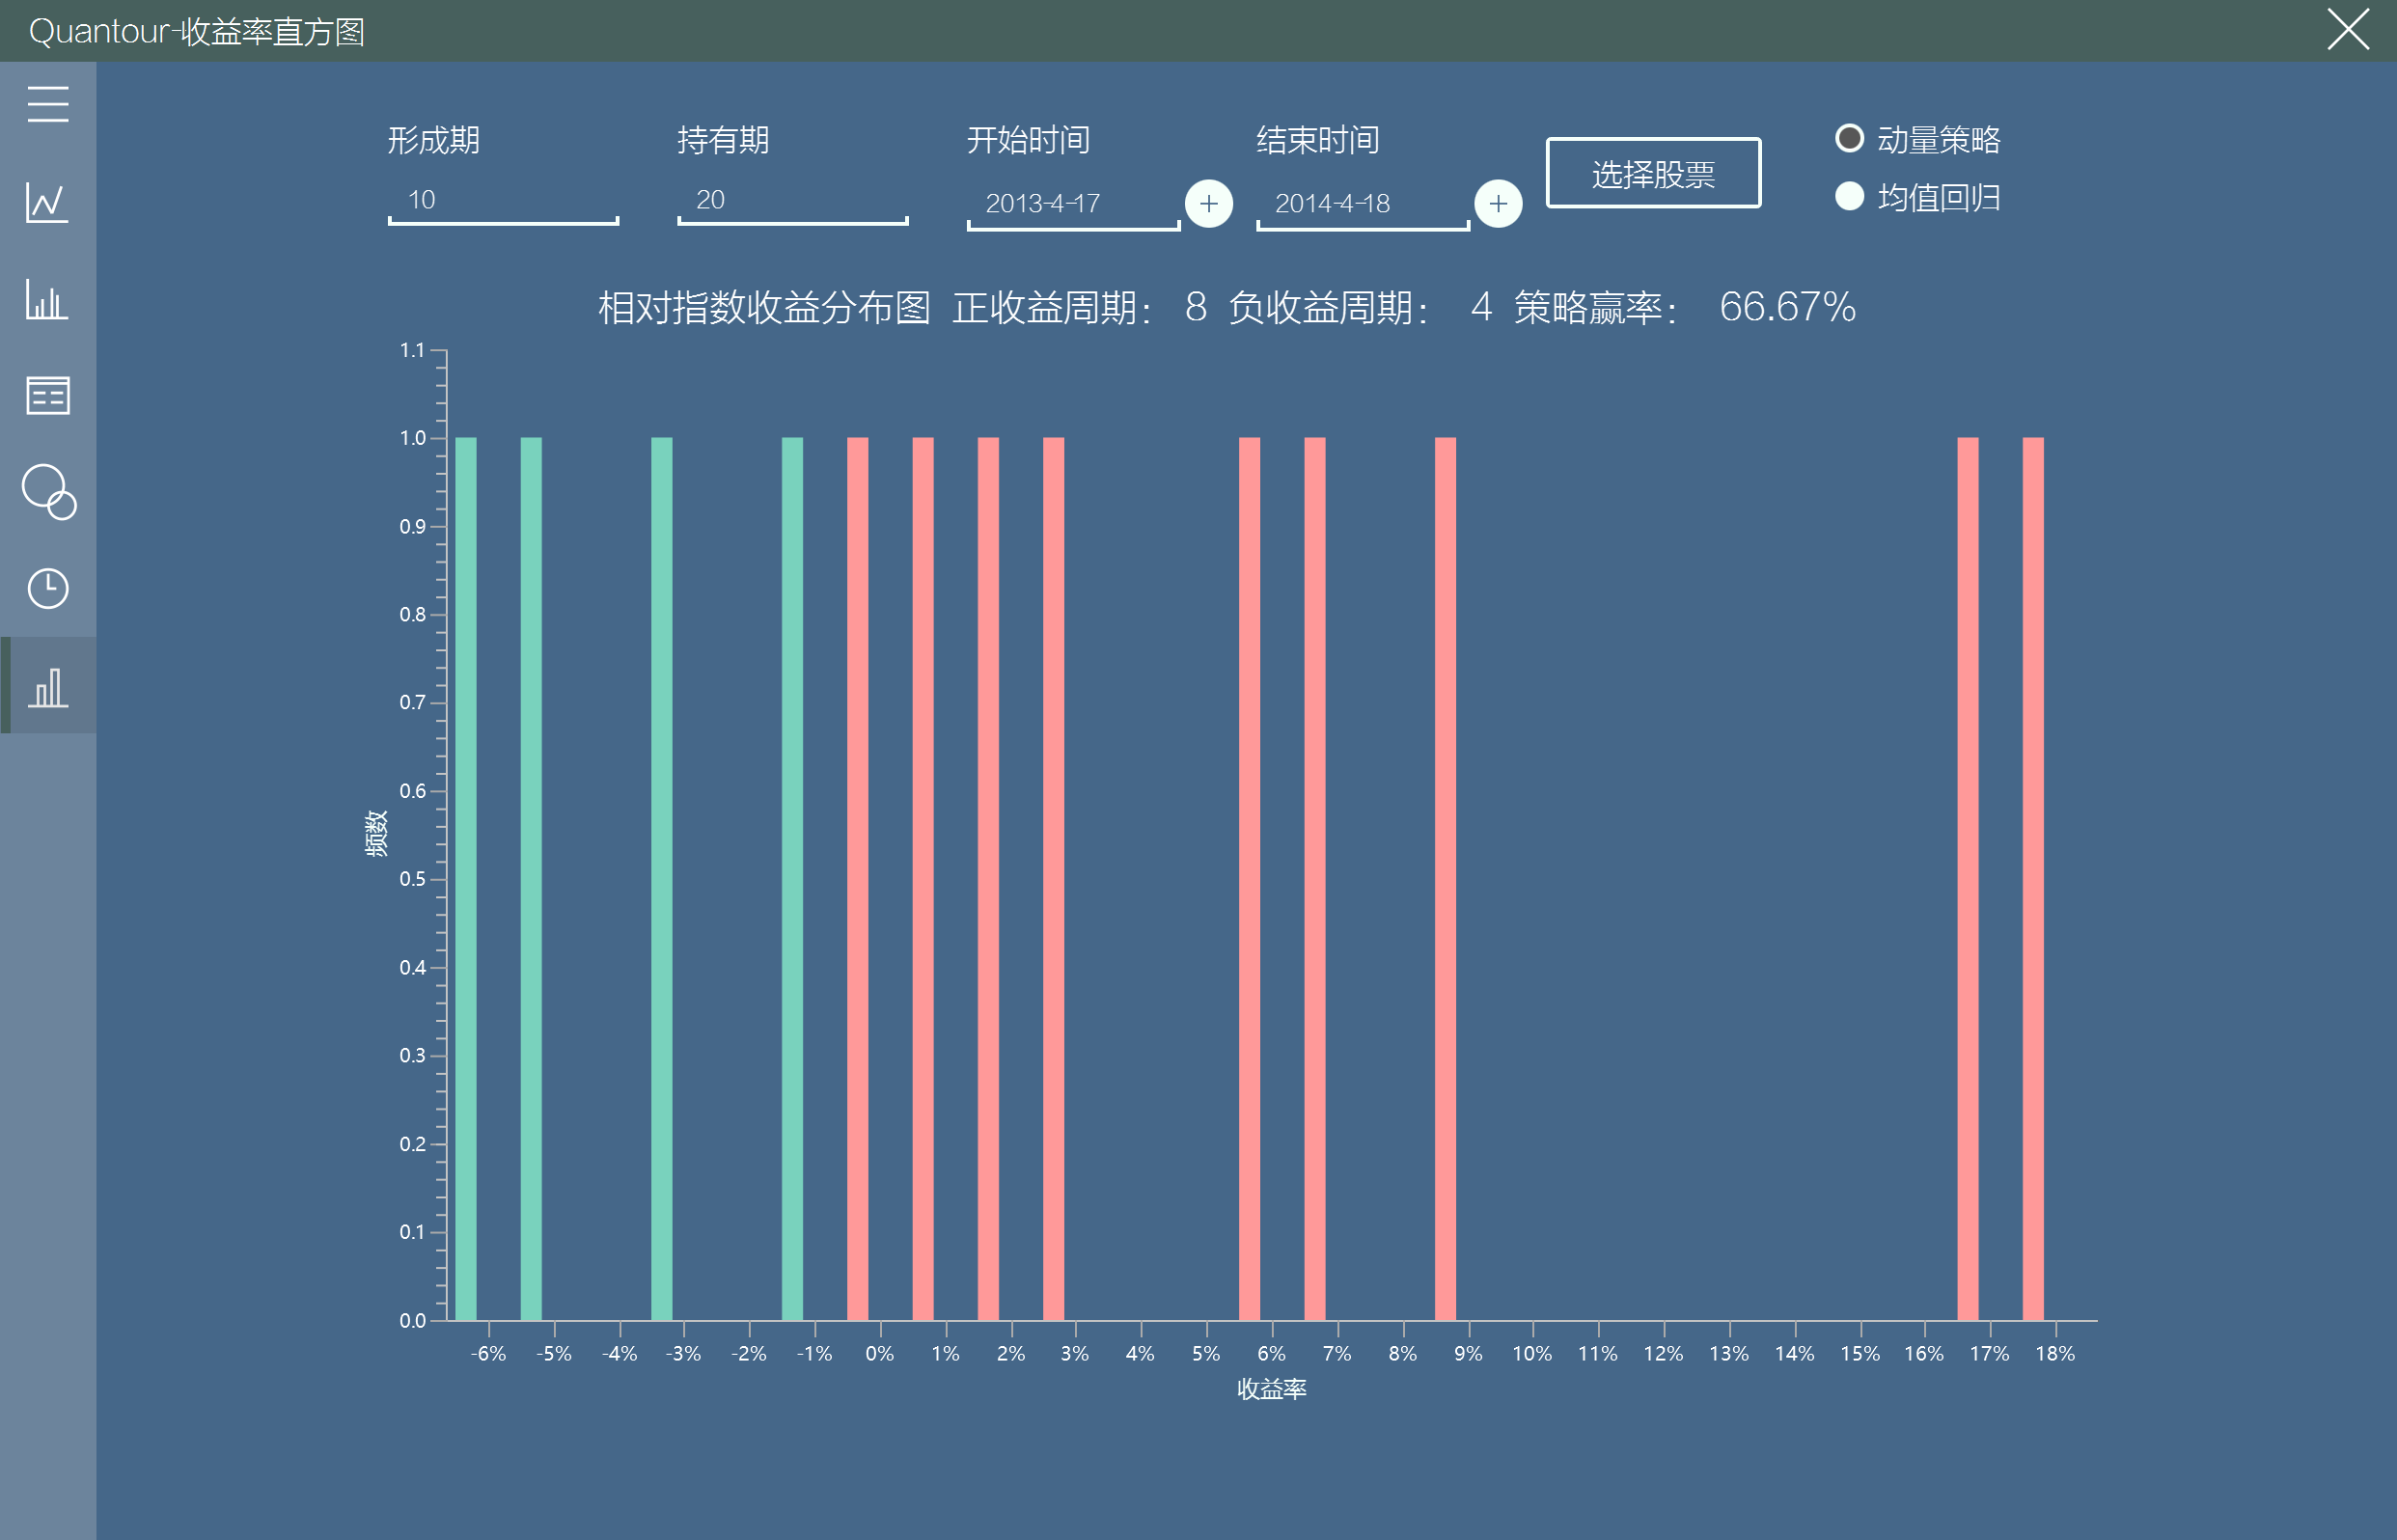 Quantour-收益率直方图
形成期 持有期 开始时间 结束时间 选择股票 动量策略
10 20 2013-4-17 + 2014-4-18 + 均值回归
相对指数收益分布图 正收益周期： 8 负收益周期： 4 策略赢率： 66.67%
1.1
1.0
0.9
0.8
0.7
0.6
频数
0.5
0.4
0.3
0.2
0.1
0.0
-6% -5% -4% -3% -2% -1% 0% 1% 2% 3% 4% 5% 6% 7% 8% 9% 10% 11% 12% 13% 14% 15% 16% 17% 18%
收益率